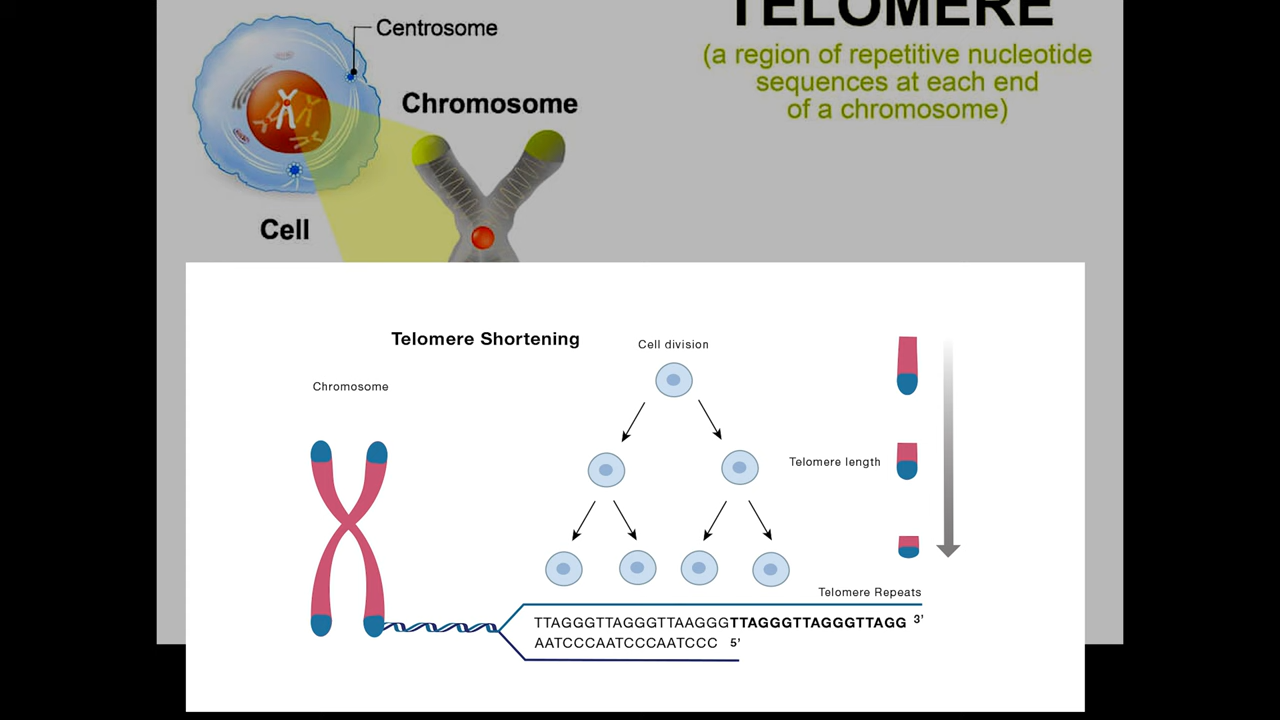 TELOMERE
(a region of repetitive nucleotide
sequences at each end
of a chromosome)
Centrosome
Chromosome
Cell
Telomere Shortening
Cell division
Chromosome
Telomere length
Telomere Repeats
TTAGGGTTAGGGTTAAGGGTTAGGGTTAGGGTTAGG 3’
AATCCCAATCCCAATCCC 5’